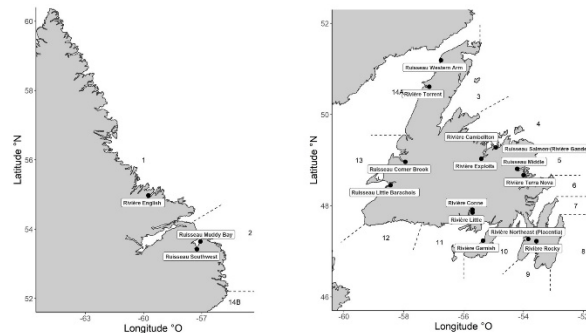 60
58
56
54
52
Latitude °N
1
2
14B
Rivière English
Ruisseau Muddy Bay
Ruisseau Southwest
-63
-60
-57
Longitude °O
52
50
48
46
Latitude °N
Ruisseau Western Arm
14A
Rivière Torrent
3
4
Rivière Campbellton
Ruisseau Salmon (Rivière Gande
Rivière Exploits
13
Ruisseau Corner Brook
Ruisseau Middle
5
Rivière Terra Nova
Ruisseau Little Barachois
6
7
Rivière Conne
Rivière Little
12
11
Rivière Northeast (Placentia)
Rivière Garnish
10
Rivière Rocky
8
9
-60
-58
-56
-54
Longitude °O